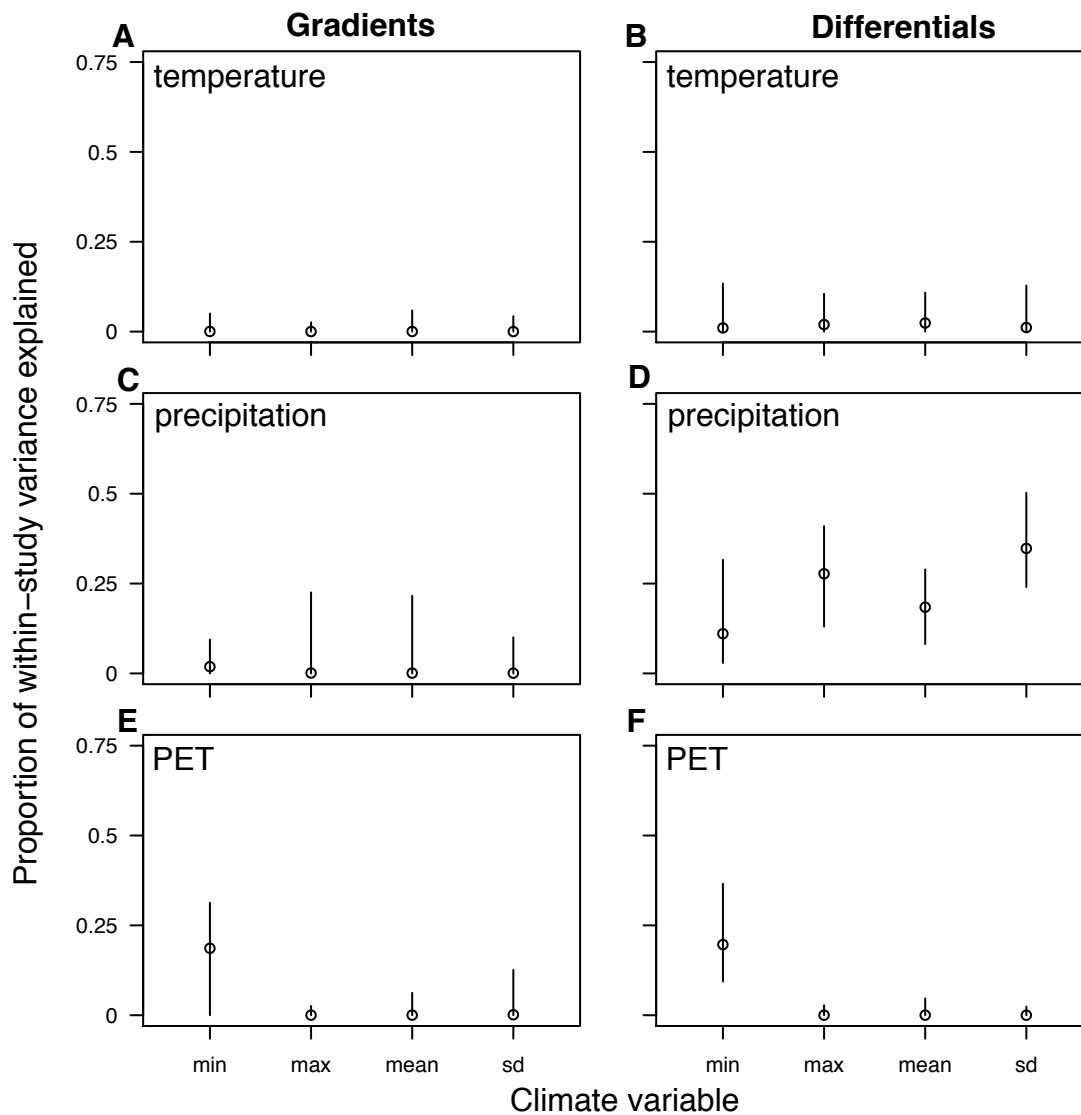 Gradients
Differentials
A
B
temperature
temperature
0.75
0.5
0.25
0
C
D
precipitation
precipitation
0.75
0.5
0.25
0
E
F
PET
PET
0.75
0.5
0.25
0
min max mean sd
min max mean sd
Proportion of within−study variance explained
Climate variable